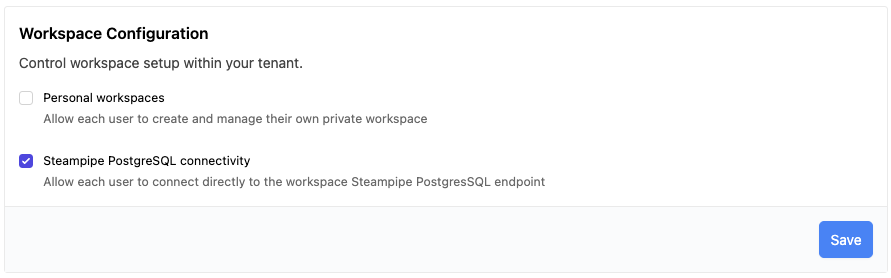 Workspace Configuration
Control workspace setup within your tenant.
Personal workspaces
Allow each user to create and manage their own private workspace
Steampipe PostgreSQL connectivity
Allow each user to connect directly to the workspace Steampipe PostgresSQL endpoint
Save